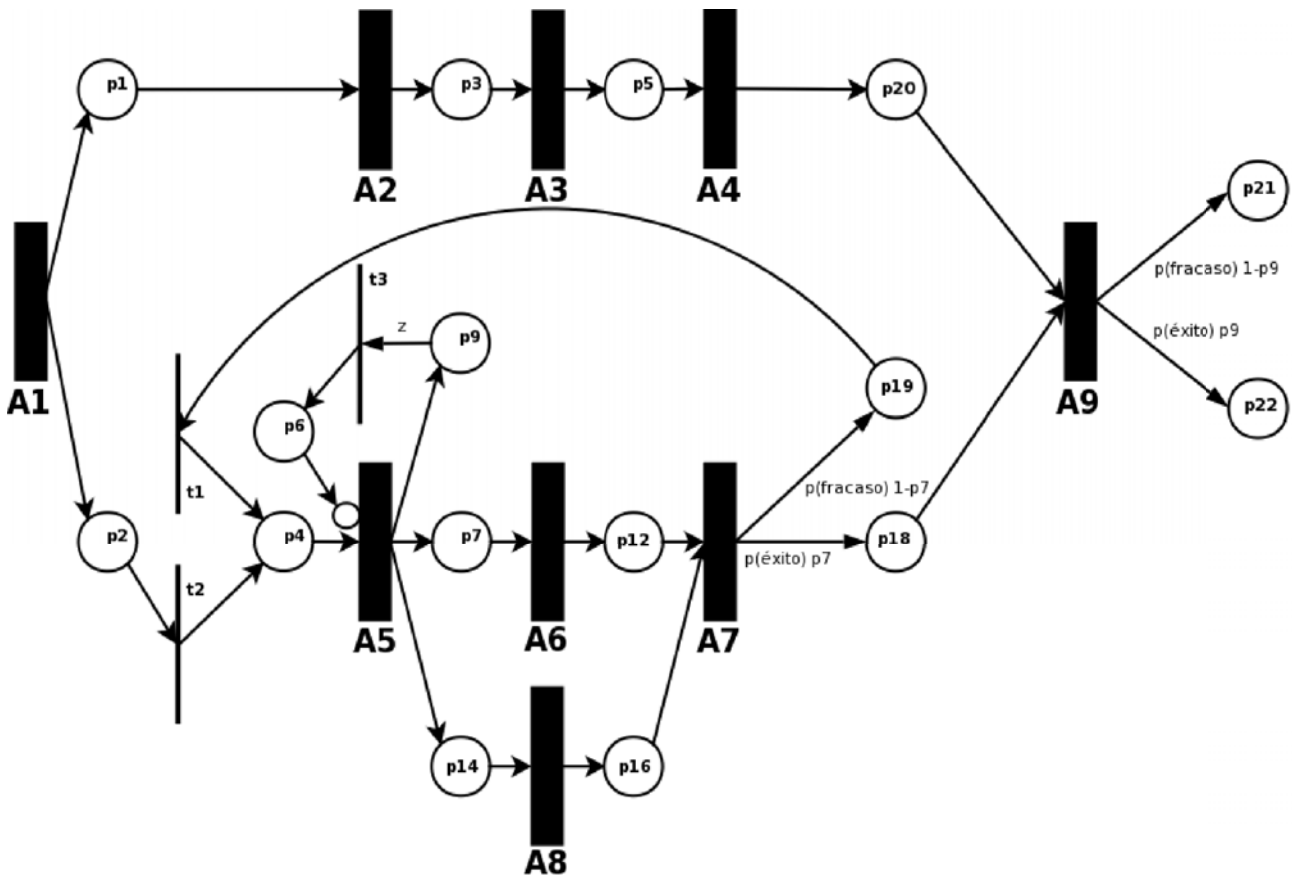 p1
p3
p5
p20
A2
A3
A4
p21
t3
p(fracaso) 1-p9
z
p9
p(éxito) p9
p19
A1
A9
p22
p6
t1
p(fracaso) 1-p7
p2
p4
p7
p12
p18
p(éxito) p7
t2
A5
A6
A7
p14
p16
A8